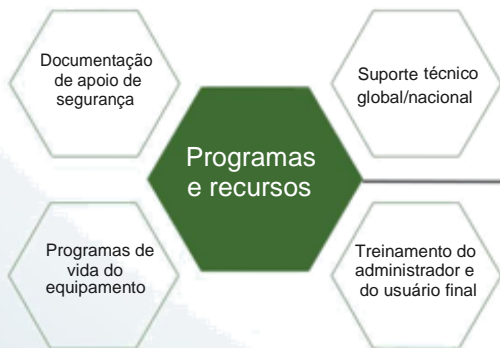 Documentação
de apoio de
segurança
Suporte técnico
global/nacional
Programas
e recursos
Programas de
vida do
equipamento
Treinamento do
administrador e
do usuário final